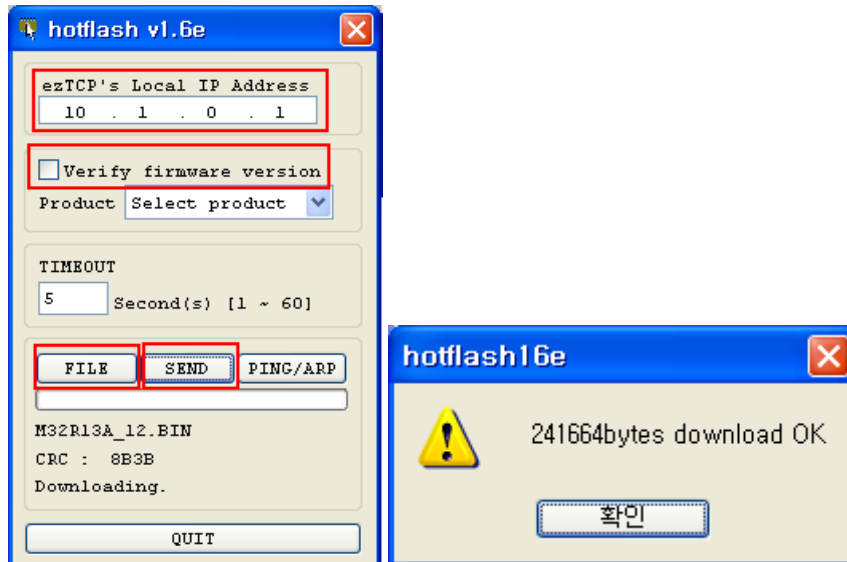 hotflash v1.6e
ezTCP's Local IP Address
10 . 1 . 0 . 1
Verify firmware version
Product Select product
TIMEOUT
5 Second(s) [1 ~ 60]
FILE SEND PING/ARP
M32R13A_12.BIN
CRC : 8B3B
Downloading.
QUIT
hotflash16e
241664bytes download OK
확인